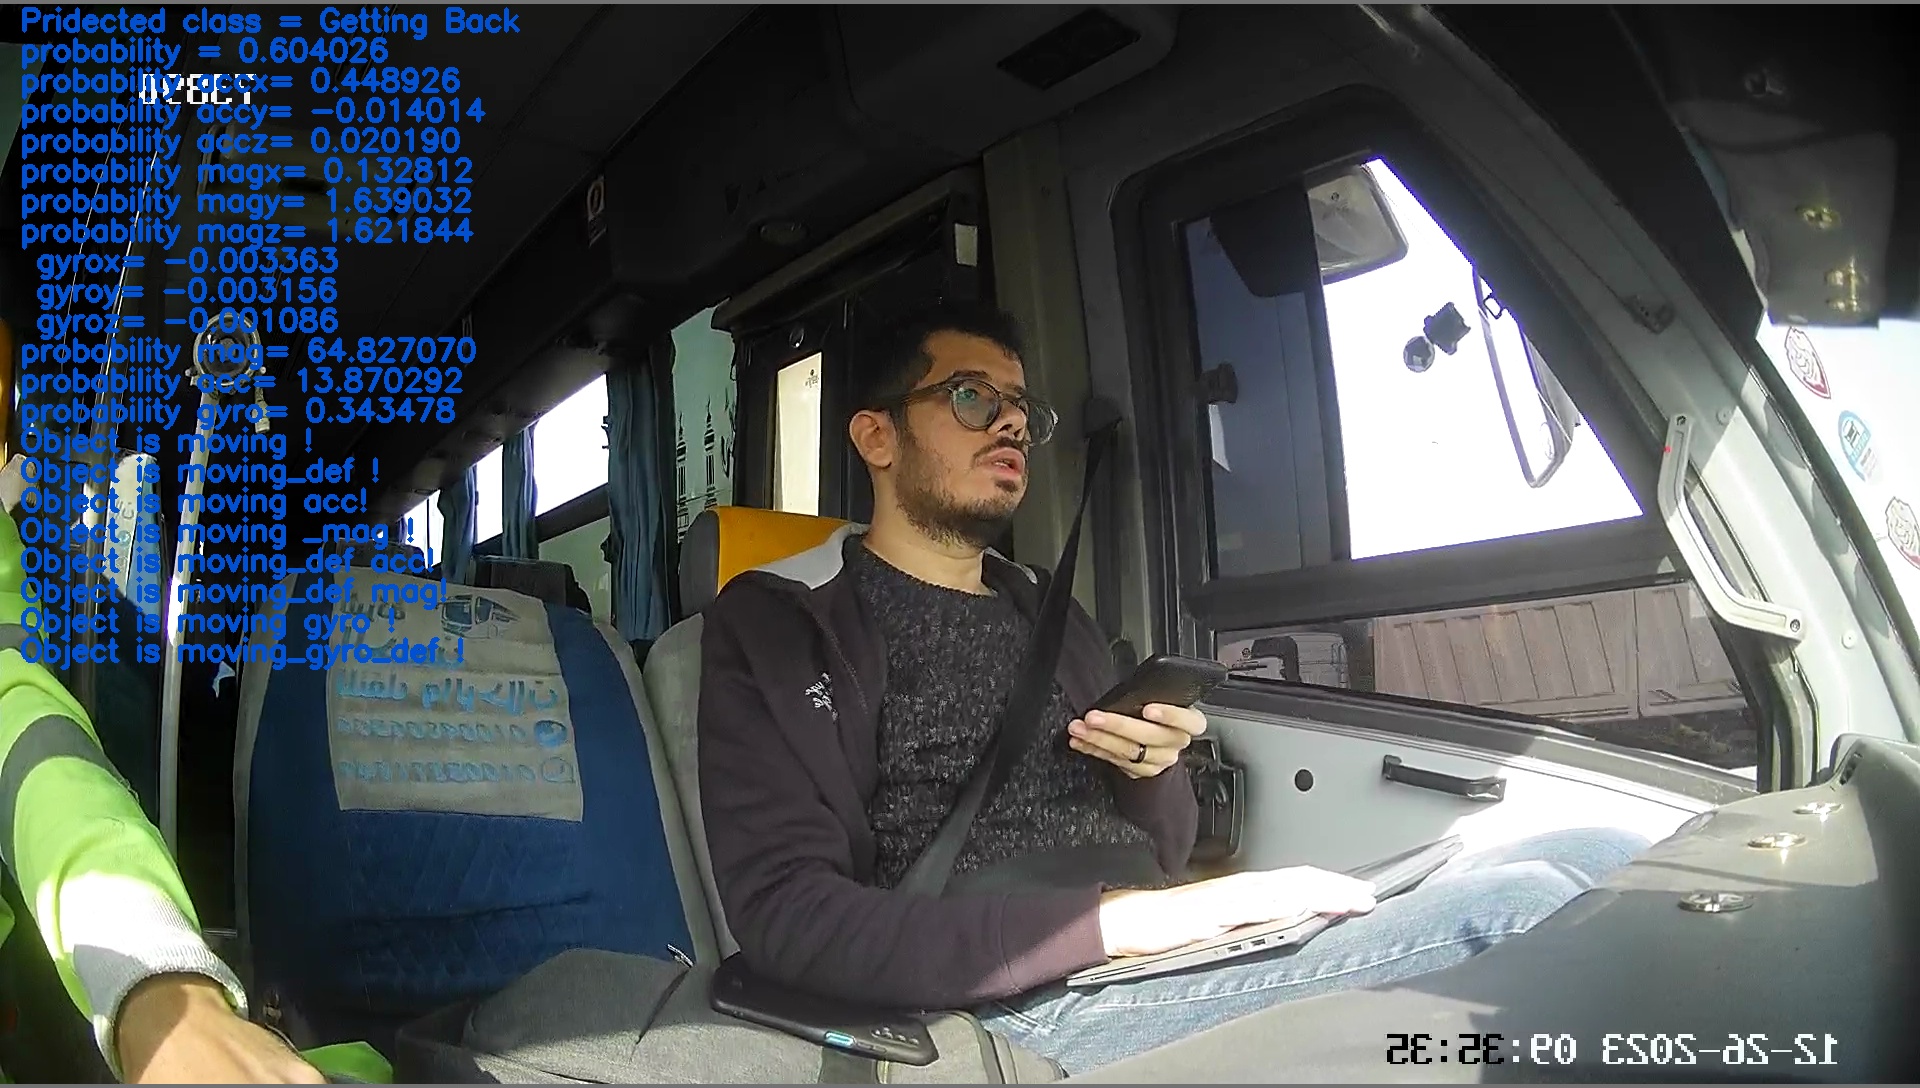 Pridected class = Getting Back
probability = 0.604026
probability accx= 0.448926
probability accy= -0.014014
probability accz= 0.020190
probability magx= 0.132812
probability magy= 1.639032
probability magz= 1.621844
gyrox= -0.003363
gyroy= -0.003156
gyroz= -0.001086
probability mag= 64.827070
probability acc= 13.870292
probability gyro= 0.343478
Object is moving !
Object is moving_def !
Object is moving acc!
Object is moving _mag !
Object is moving_def acc!
Object is moving_def mag!
Object is moving gyro !
Object is moving_gyro_def !
12-26-2023 09:35:35